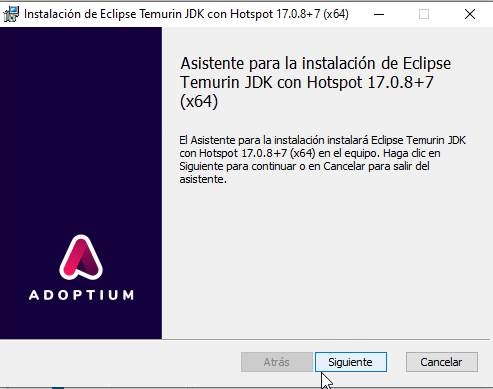 Instalación de Eclipse Temurin JDK con Hotspot 17.0.8+7 (x64)
Asistente para la instalación de Eclipse
Temurin JDK con Hotspot 17.0.8+7
(x64)
El Asistente para la instalación instalará Eclipse Temurin JDK
con Hotspot 17.0.8+7 (x64) en el equipo. Haga clic en
Siguiente para continuar o en Cancelar para salir del
asistente.
ADOPTIUM
Atrás
Siguiente
Cancelar